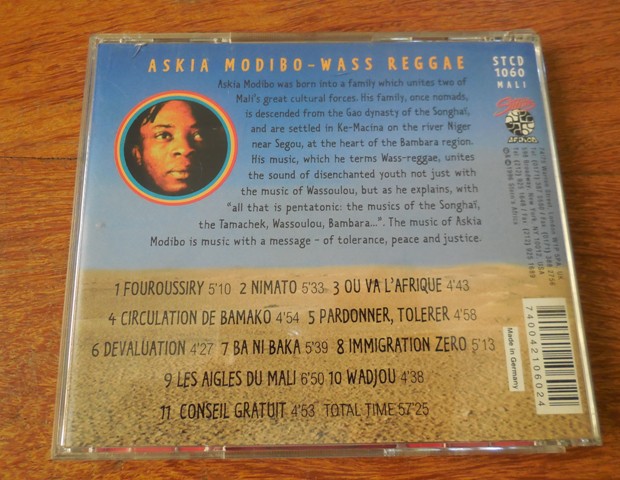 ASKIA MODIBO-WASS REGGAE
Askia Modibo was born into a family which unites two of
Mali's great cultural forces. His family, once nomads,
is descended from the Gao dynasty of the Songhaï,
and are settled in Ke-Macina on the river Niger
near Segou, at the heart of the Bambara region.
His music, which he terms Wass-reggae, unites
the sound of disenchanted youth not just with
the music of Wassoulou, but as he explains, with
"all that is pentatonic: the musics of the Songhaï,
the Tamachek, Wassoulou, Bambara...". The music of Askia
Modibo is music with a message - of tolerance, peace and justice.
STCD
1060
MALI
1 FOUROUSSIRY 5'10 2 NIMATO 5'33 3 OU VA L'AFRIQUE 4'43
4 CIRCULATION DE BAMAKO 4'54 5 PARDONNER, TOLERER 4'58
6 DEVALUATION 4'27 7 BA NI BAKA 5'39 8 IMMIGRATION ZERO 5'13
9 LES AIGLES DU MALI 6'50 10 WADJOU 4'38
11 CONSEIL GRATUIT 4'53 TOTAL TIME 57'25
Made in Germany
740042106024